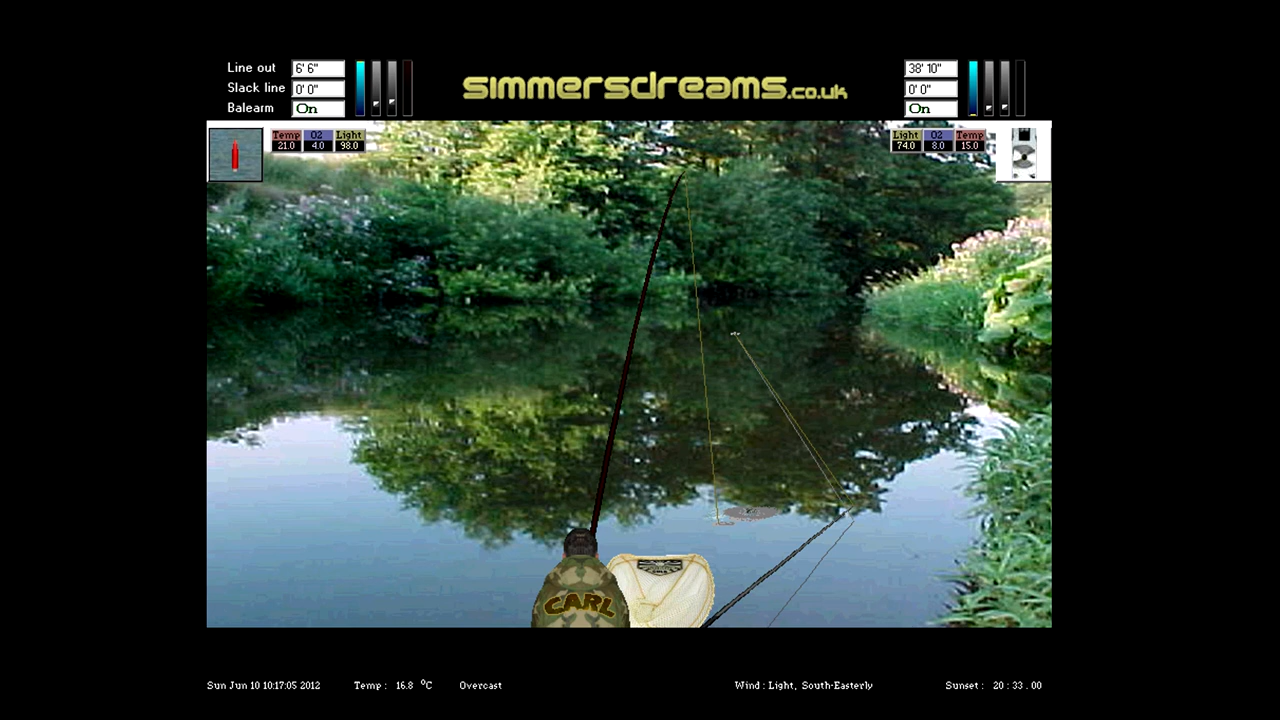 Line out 6' 6"
Slack line 0' 0"
Balearm On
simmersdreams.co.uk
38' 10"
0' 0"
On
Temp O2 Light
21.0 4.0 98.0
Light O2 Temp
74.0 8.0 15.0
CARL
Sun Jun 10 10:17:05 2012 Temp : 16.8 ºC Overcast Wind : Light, South-Easterly Sunset : 20 : 33 . 00